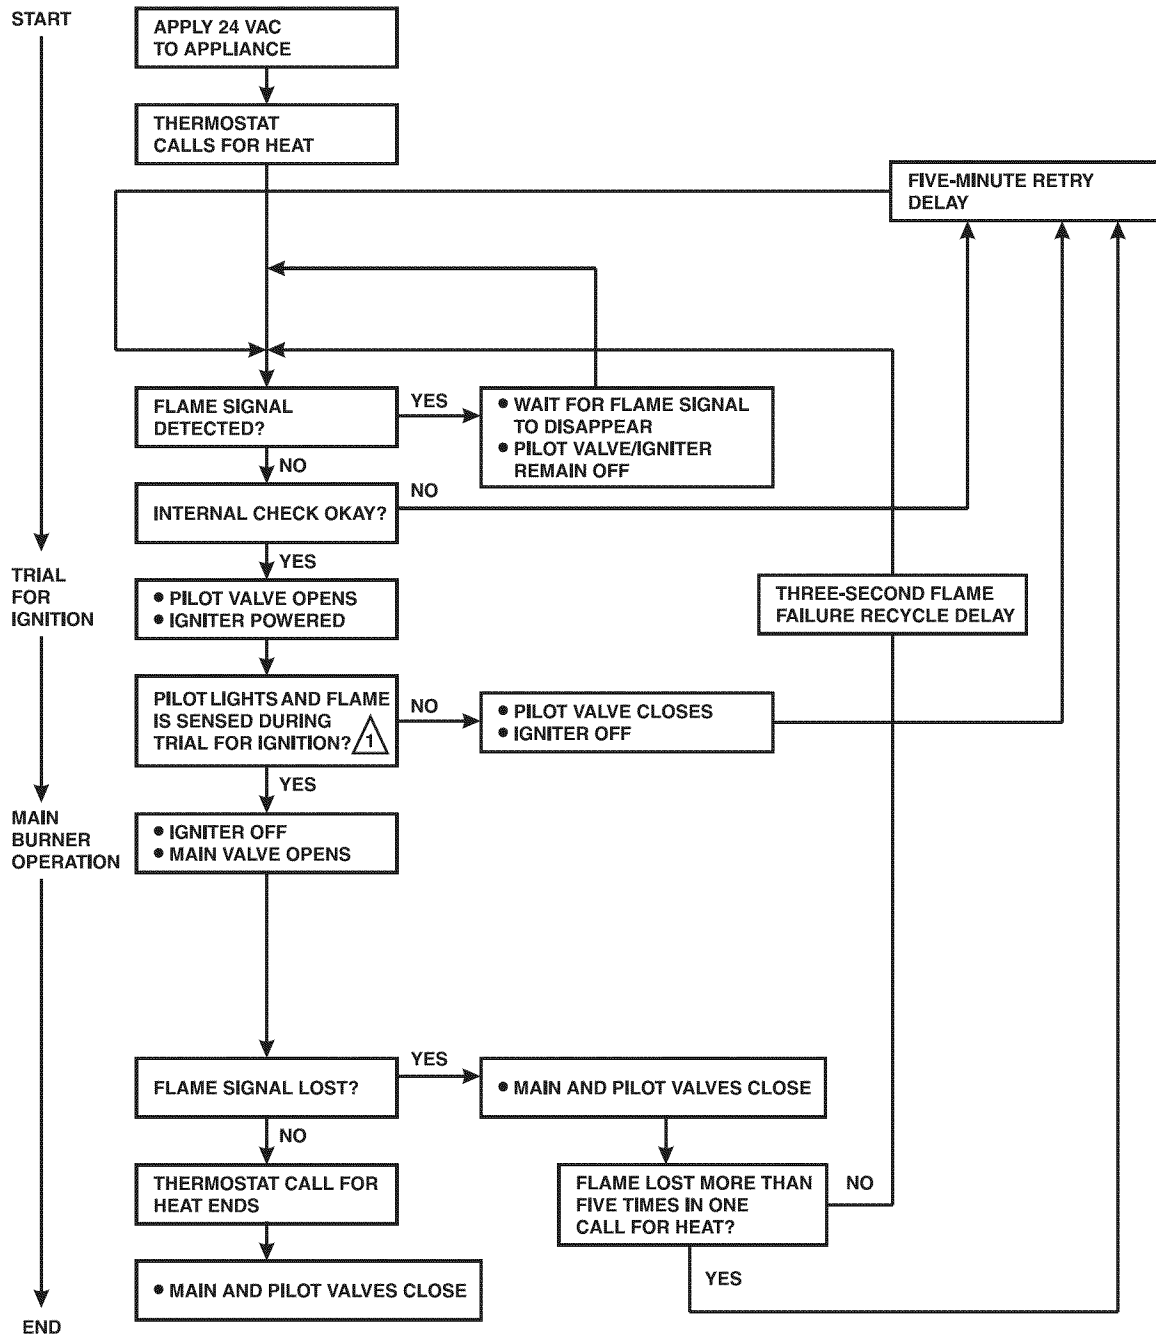 START
APPLY 24 VAC
TO APPLIANCE
THERMOSTAT
CALLS FOR HEAT
FIVE-MINUTE RETRY
DELAY
FLAME SIGNAL
DETECTED?
YES
• WAIT FOR FLAME SIGNAL
TO DISAPPEAR
• PILOT VALVE/IGNITER
REMAIN OFF
NO
INTERNAL CHECK OKAY?
NO
YES
TRIAL
FOR
IGNITION
• PILOT VALVE OPENS
• IGNITER POWERED
THREE-SECOND FLAME
FAILURE RECYCLE DELAY
PILOT LIGHTS AND FLAME
IS SENSED DURING
TRIAL FOR IGNITION? 1
NO
• PILOT VALVE CLOSES
• IGNITER OFF
YES
MAIN
BURNER
OPERATION
• IGNITER OFF
• MAIN VALVE OPENS
FLAME SIGNAL LOST?
YES
• MAIN AND PILOT VALVES CLOSE
NO
THERMOSTAT CALL FOR
HEAT ENDS
FLAME LOST MORE THAN
FIVE TIMES IN ONE
CALL FOR HEAT?
NO
YES
• MAIN AND PILOT VALVES CLOSE
END